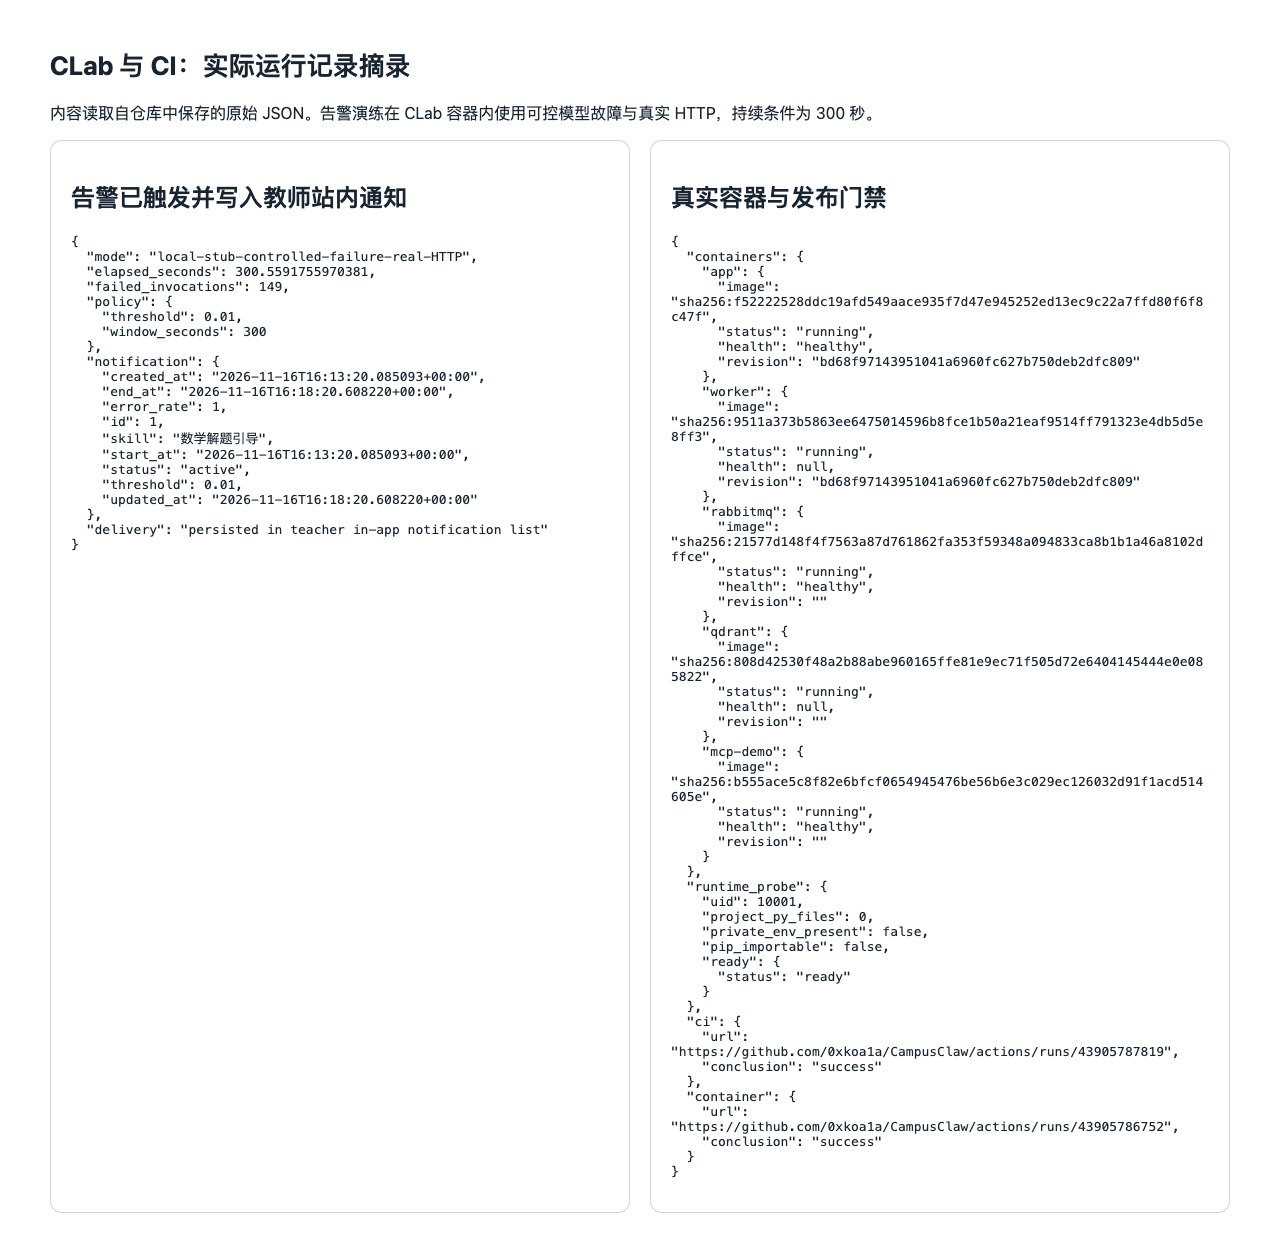 CLab 与 CI：实际运行记录摘录
内容读取自仓库中保存的原始 JSON。告警演练在 CLab 容器内使用可控模型故障与真实 HTTP，持续条件为 300 秒。
告警已触发并写入教师站内通知
{
  "mode": "local-stub-controlled-failure-real-HTTP",
  "elapsed_seconds": 300.5591755970381,
  "failed_invocations": 149,
  "policy": {
    "threshold": 0.01,
    "window_seconds": 300
  },
  "notification": {
    "created_at": "2026-11-16T16:13:20.085093+00:00",
    "end_at": "2026-11-16T16:18:20.608220+00:00",
    "error_rate": 1,
    "id": 1,
    "skill": "数学解题引导",
    "start_at": "2026-11-16T16:13:20.085093+00:00",
    "status": "active",
    "threshold": 0.01,
    "updated_at": "2026-11-16T16:18:20.608220+00:00"
  },
  "delivery": "persisted in teacher in-app notification list"
}
真实容器与发布门禁
{
  "containers": {
    "app": {
      "image":
"sha256:f52222528ddc19afd549aace935f7d47e945252ed13ec9c22a7ffd80f6f8
c47f",
      "status": "running",
      "health": "healthy",
      "revision": "bd68f97143951041a6960fc627b750deb2dfc809"
    },
    "worker": {
      "image":
"sha256:9511a373b5863ee6475014596b8fce1b50a21eaf9514ff791323e4db5d5e
8ff3",
      "status": "running",
      "health": null,
      "revision": "bd68f97143951041a6960fc627b750deb2dfc809"
    },
    "rabbitmq": {
      "image":
"sha256:21577d148f4f7563a87d761862fa353f59348a094833ca8b1b1a46a8102d
ffce",
      "status": "running",
      "health": "healthy",
      "revision": ""
    },
    "qdrant": {
      "image":
"sha256:808d42530f48a2b88abe960165ffe81e9ec71f505d72e6404145444e0e08
5822",
      "status": "running",
      "health": null,
      "revision": ""
    },
    "mcp-demo": {
      "image":
"sha256:b555ace5c8f82e6bfcf0654945476be56b6e3c029ec126032d91f1acd514
605e",
      "status": "running",
      "health": "healthy",
      "revision": ""
    }
  },
  "runtime_probe": {
    "uid": 10001,
    "project_py_files": 0,
    "private_env_present": false,
    "pip_importable": false,
    "ready": {
      "status": "ready"
    }
  },
  "ci": {
    "url":
"https://github.com/0xkoa1a/CampusClaw/actions/runs/43905787819",
    "conclusion": "success"
  },
  "container": {
    "url":
"https://github.com/0xkoa1a/CampusClaw/actions/runs/43905786752",
    "conclusion": "success"
  }
}